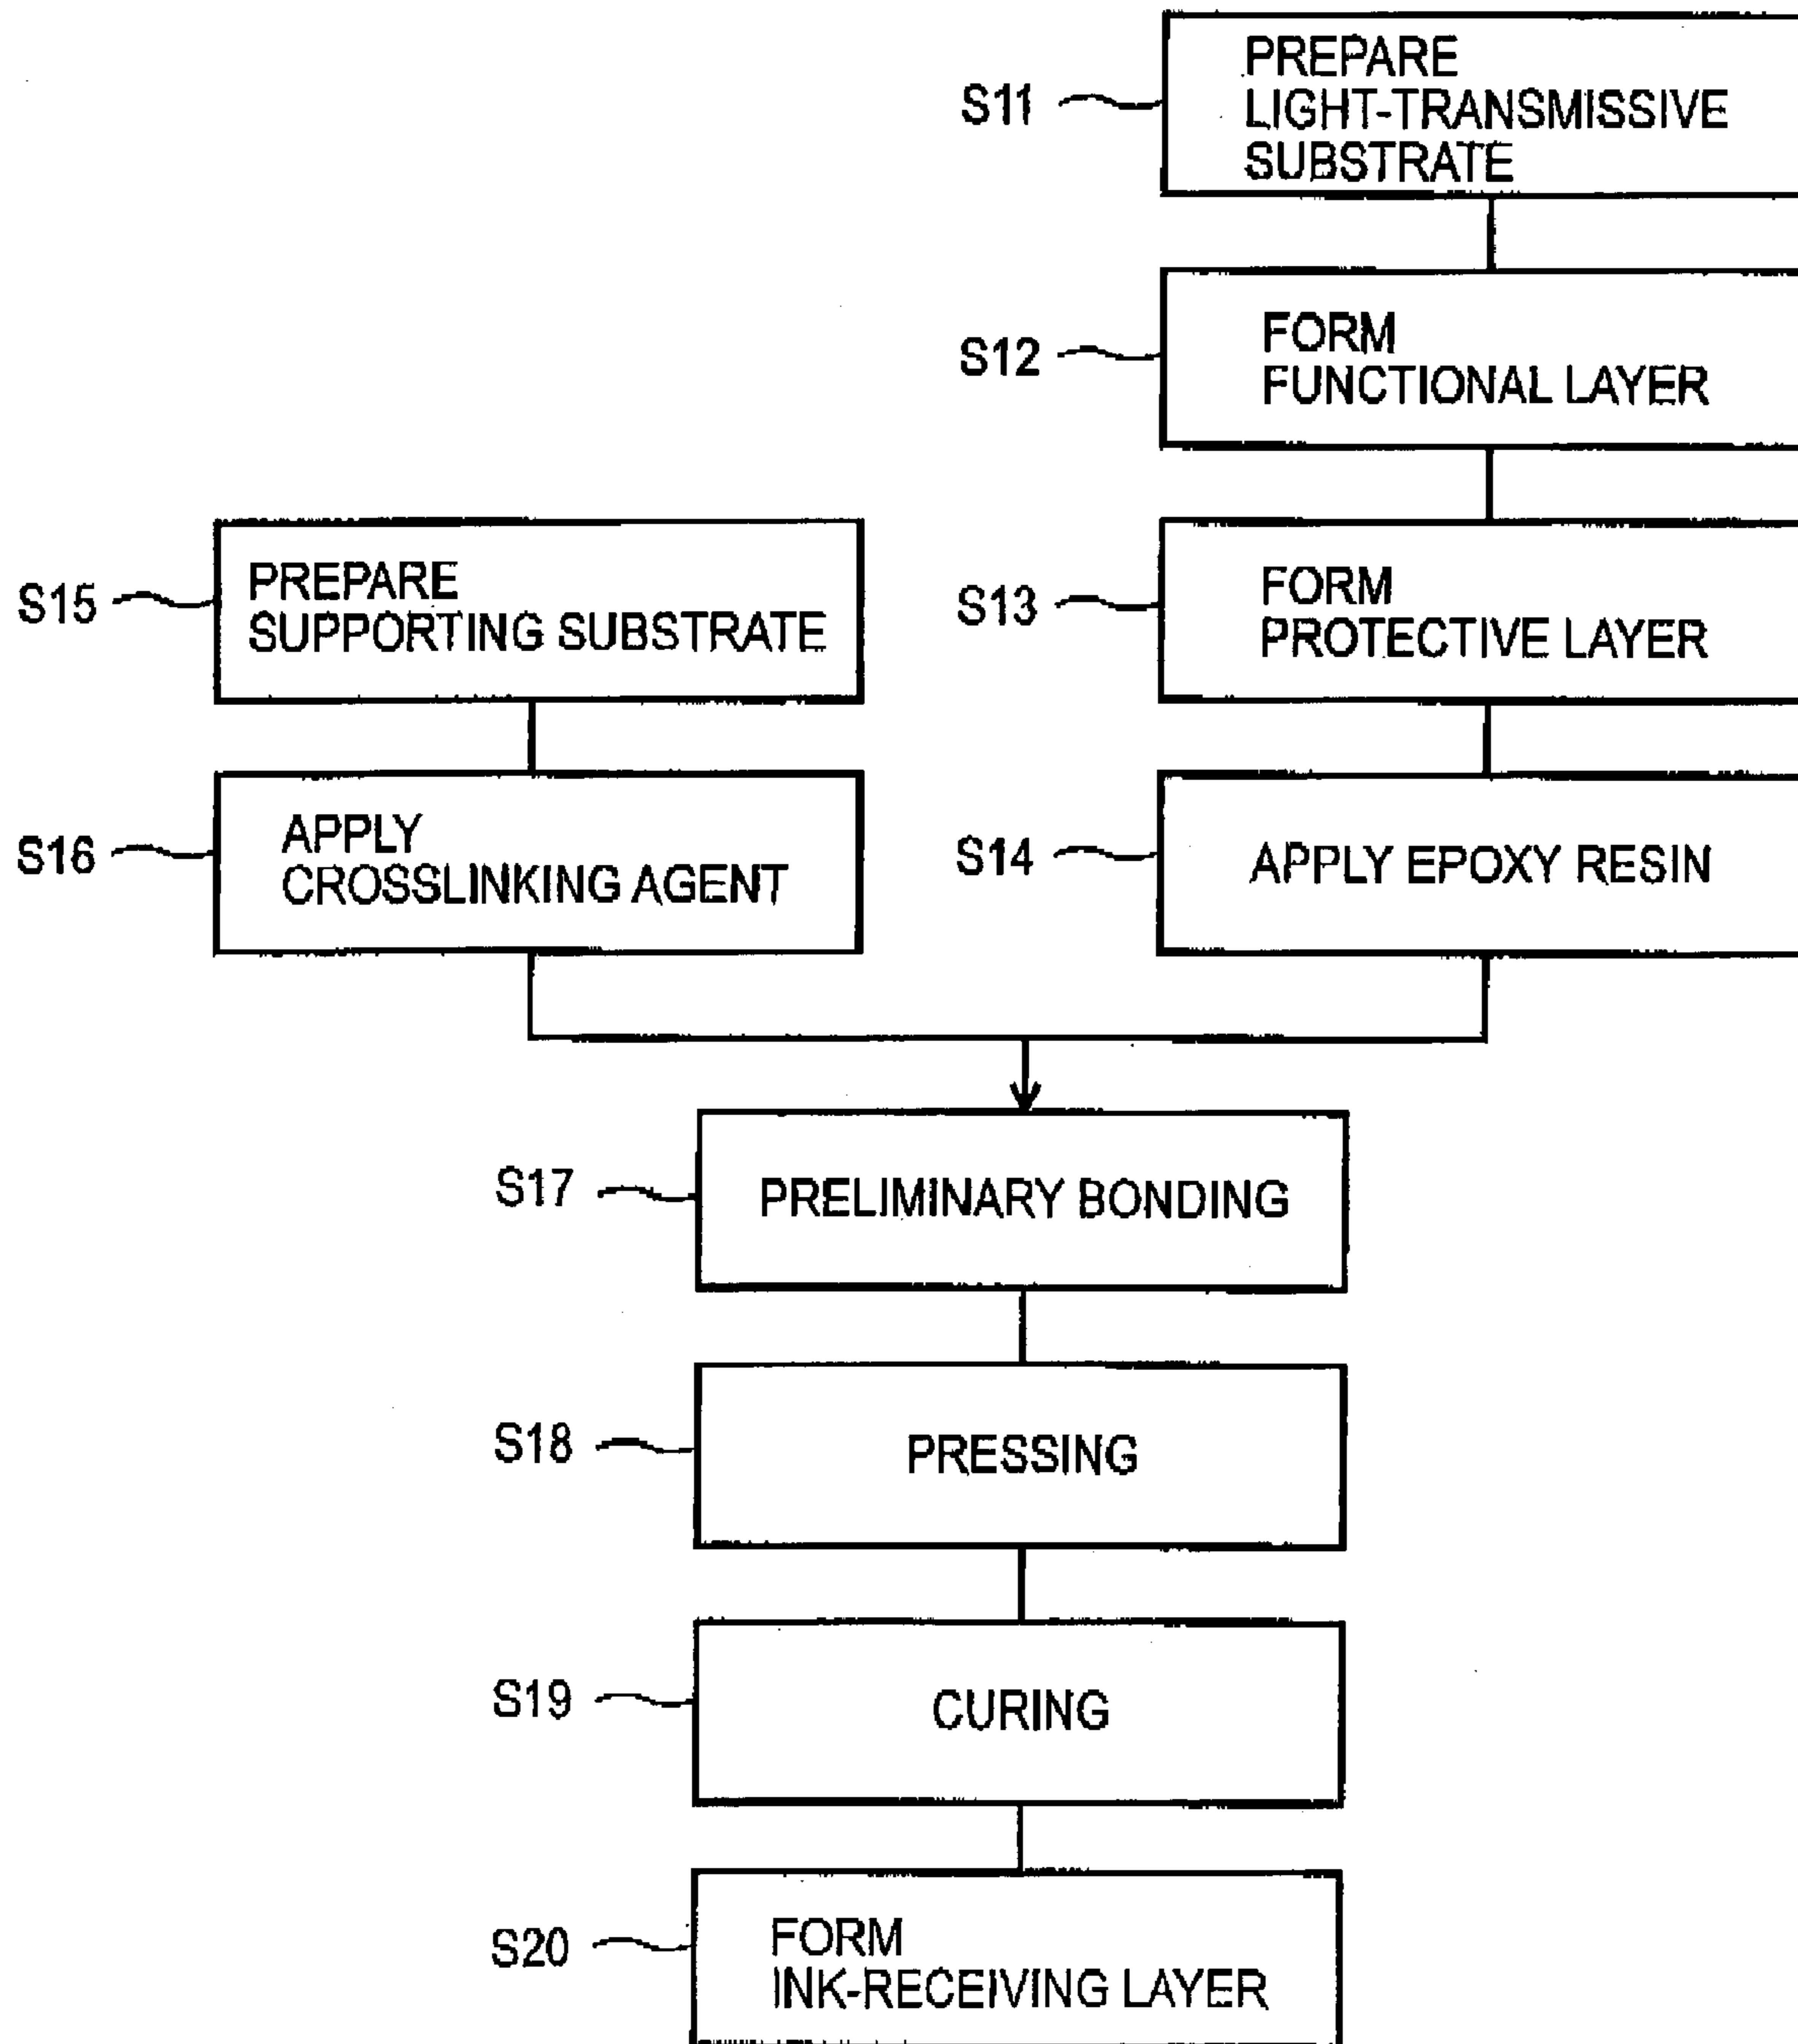 S11
PREPARE
LIGHT-TRANSMISSIVE
SUBSTRATE
S12
FORM
FUNCTIONAL LAYER
S13
FORM
PROTECTIVE LAYER
S14
APPLY EPOXY RESIN
S15
PREPARE
SUPPORTING SUBSTRATE
S16
APPLY
CROSSLINKING AGENT
S17
PRELIMINARY BONDING
S18
PRESSING
S19
CURING
S20
FORM
INK-RECEIVING LAYER